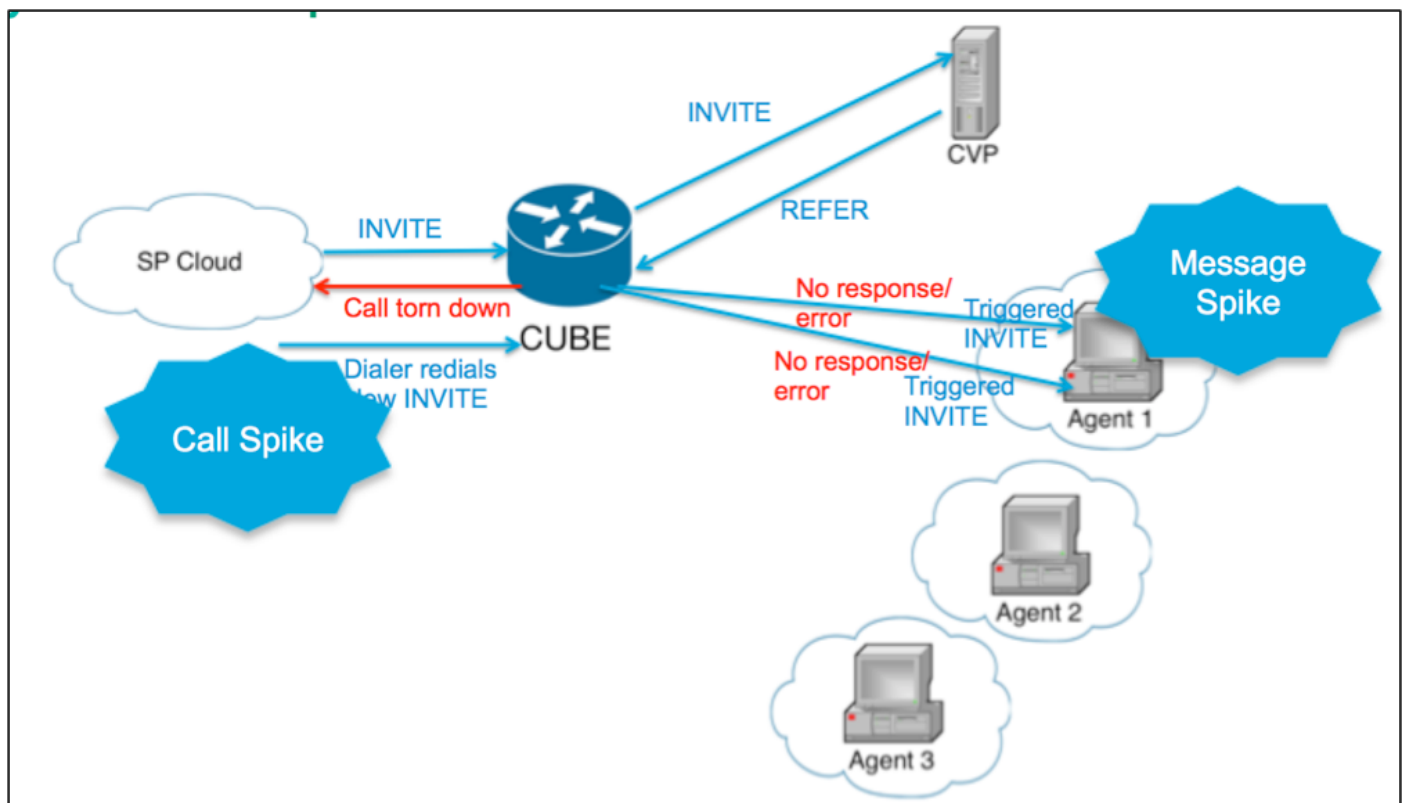 INVITE
CVP
REFER
SP Cloud
INVITE
Call torn down
CUBE
Dialer redials
INVITE
Call Spike
No response/
error
Triggered
INVITE
No response/
error
Triggered
INVITE
Message
Spike
Agent 1
Agent 2
Agent 3